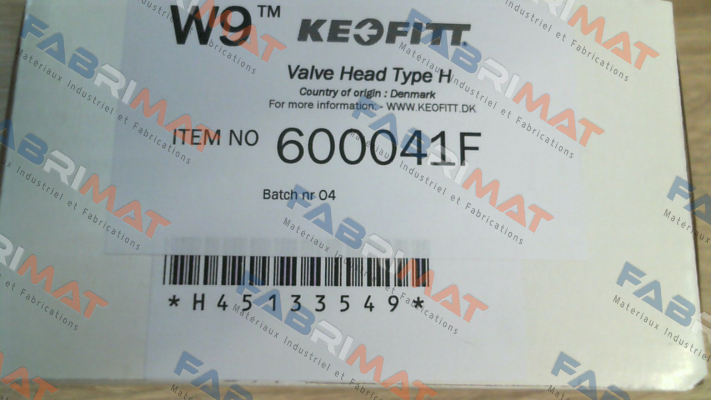 W9™ KEOFITT
Valve Head Type H
Country of origin : Denmark
For more information:- WWW.KEOFITT.DK
ITEM NO 600041F
Batch nr 04
*H45133549*
FABRIMAT
Matériaux Industriel et Fabrications